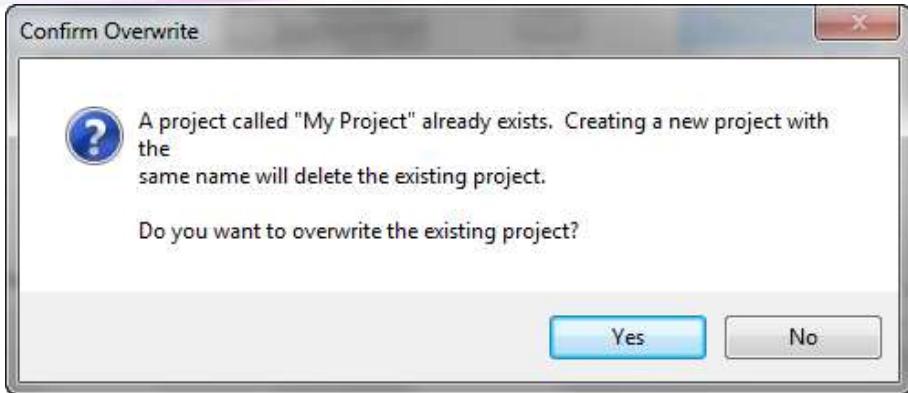 Confirm Overwrite
A project called "My Project" already exists.  Creating a new project with
the
same name will delete the existing project.
Do you want to overwrite the existing project?
Yes No